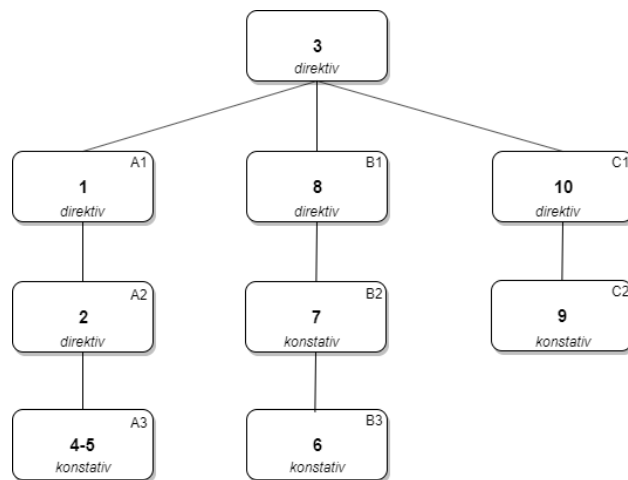 3
direktiv
A1
1
direktiv
B1
8
direktiv
C1
10
direktiv
A2
2
direktiv
B2
7
konstativ
C2
9
konstativ
A3
4-5
konstativ
B3
6
konstativ